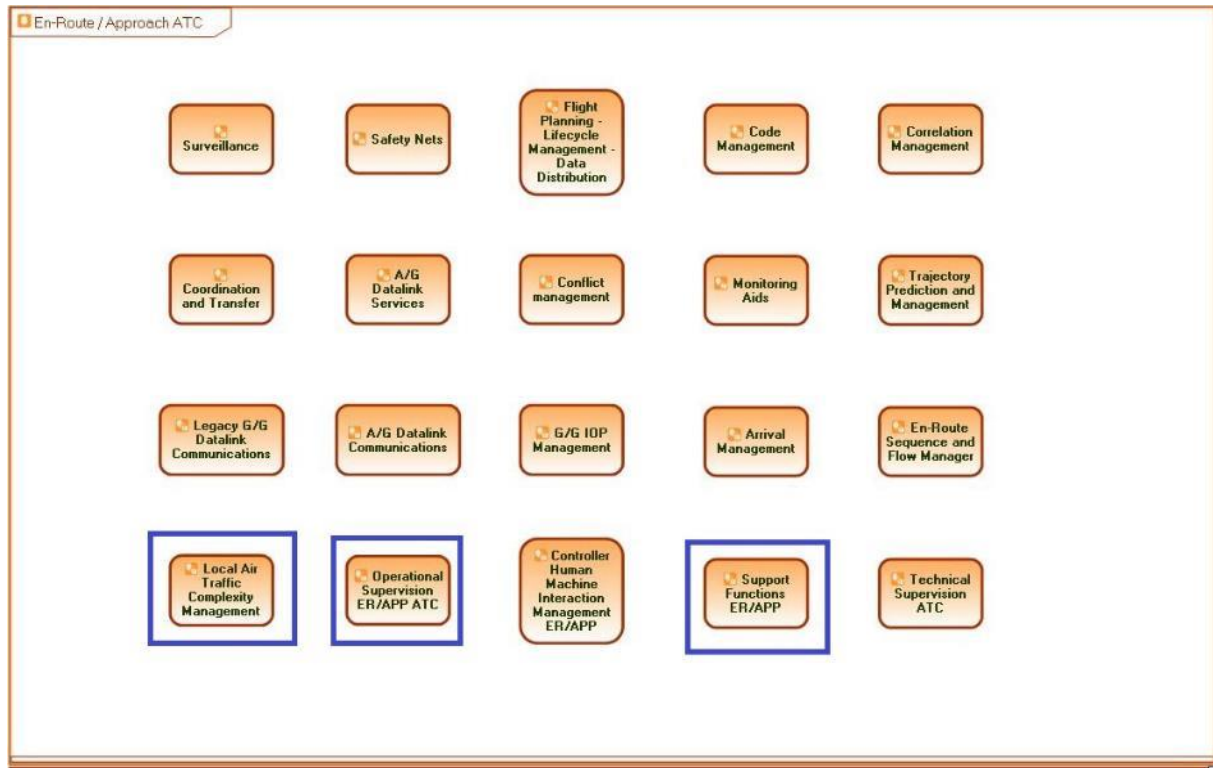 En-Route / Approach ATC
Surveillance
Safety Nets
Flight
Planning -
Lifecycle
Management -
Data
Distribution
Code
Management
Correlation
Management
Coordination
and Transfer
A/G
Datalink
Services
Conflict
management
Monitoring
Aids
Trajectory
Prediction and
Management
Legacy G/G
Datalink
Communications
A/G Datalink
Communications
G/G IOP
Management
Arrival
Management
En-Route
Sequence and
Flow Manager
Local Air
Traffic
Complexity
Management
Operational
Supervision
ER/APP ATC
Controller
Human
Machine
Interaction
Management
ER/APP
Support
Functions
ER/APP
Technical
Supervision
ATC